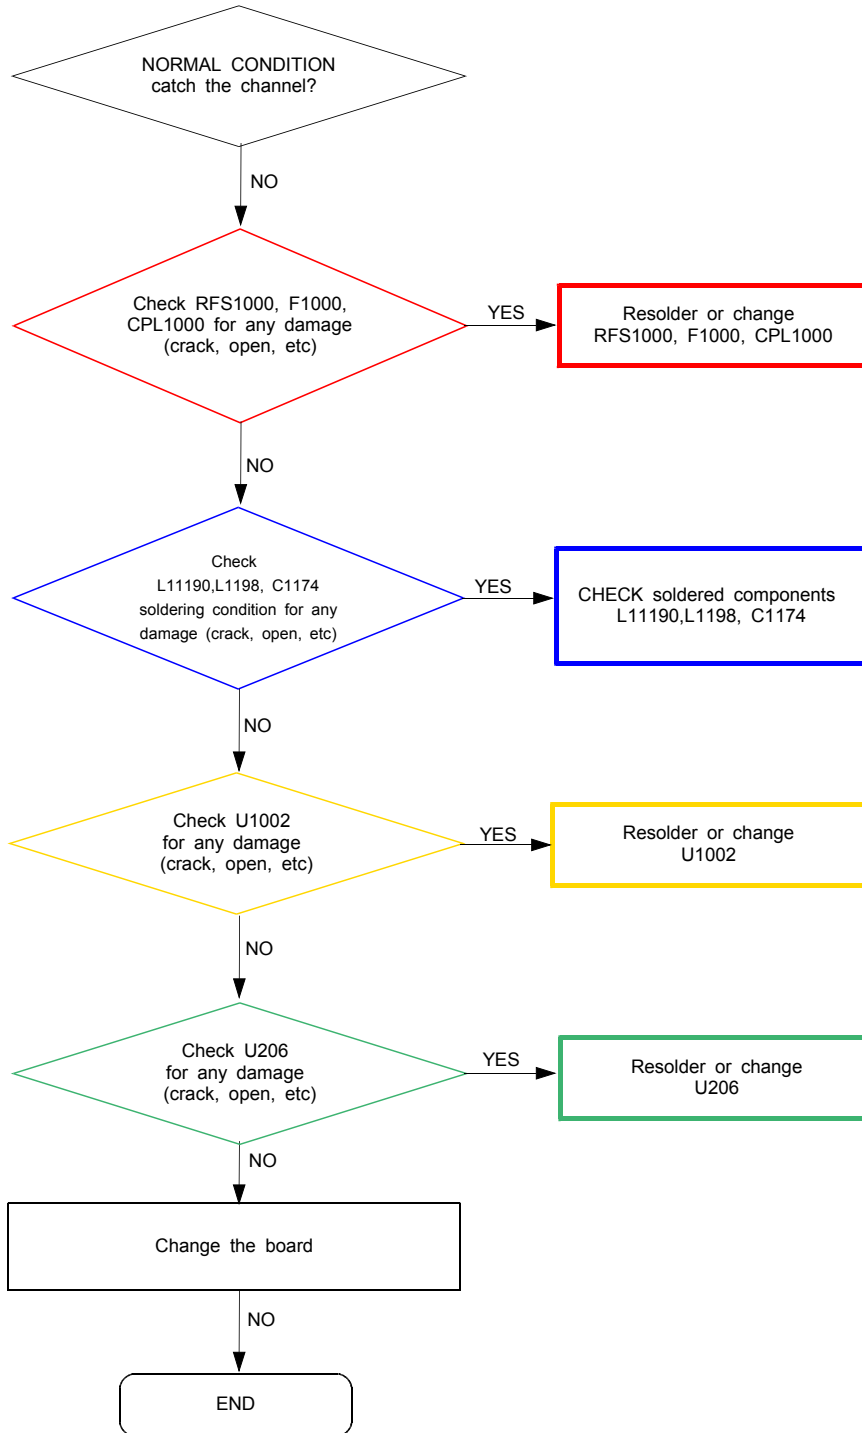 NORMAL CONDITION
catch the channel?
NO
Check RFS1000, F1000,
CPL1000 for any damage
(crack, open, etc)
YES
Resolder or change
RFS1000, F1000, CPL1000
NO
Check
L11190,L1198, C1174
soldering condition for any
damage (crack, open, etc)
YES
CHECK soldered components
L11190,L1198, C1174
NO
Check U1002
for any damage
(crack, open, etc)
YES
Resolder or change
U1002
NO
Check U206
for any damage
(crack, open, etc)
YES
Resolder or change
U206
NO
Change the board
NO
END